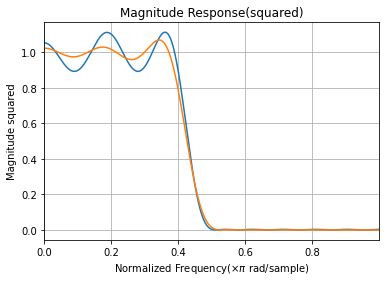 Magnitude Response(squared)
Magnitude squared
1.0
0.8
0.6
0.4
0.2
0.0
0.0 0.2 0.4 0.6 0.8
Normalized Frequency(×π rad/sample)